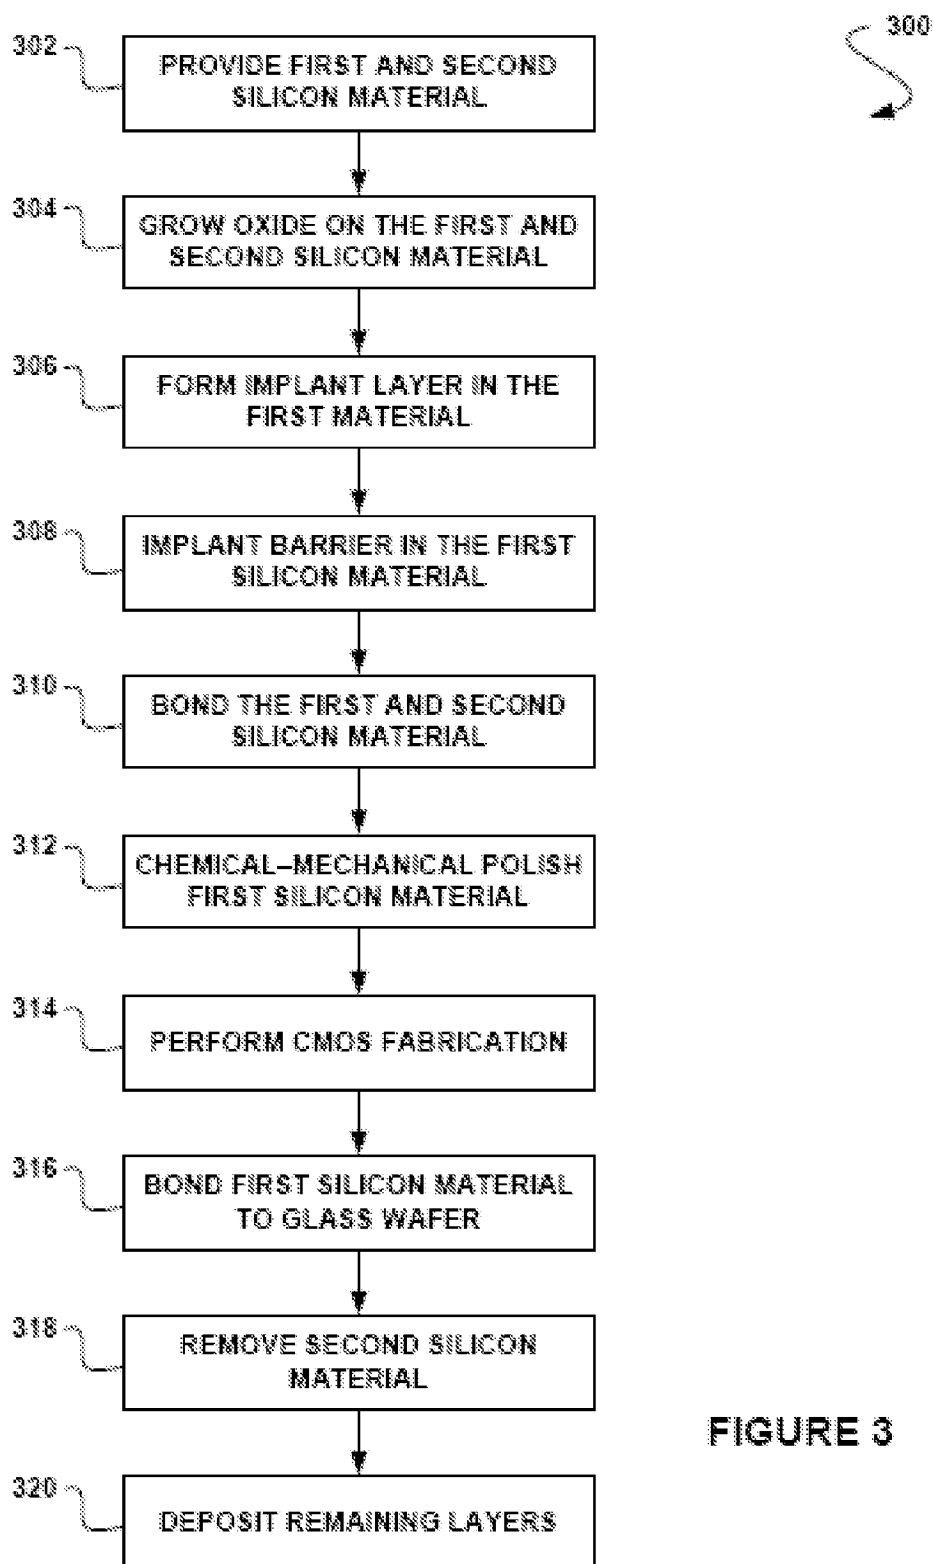 300
302
PROVIDE FIRST AND SECOND
SILICON MATERIAL
304
GROW OXIDE ON THE FIRST AND
SECOND SILICON MATERIAL
306
FORM IMPLANT LAYER IN THE
FIRST MATERIAL
308
IMPLANT BARRIER IN THE FIRST
SILICON MATERIAL
310
BOND THE FIRST AND SECOND
SILICON MATERIAL
312
CHEMICAL–MECHANICAL POLISH
FIRST SILICON MATERIAL
314
PERFORM CMOS FABRICATION
316
BOND FIRST SILICON MATERIAL
TO GLASS WAFER
318
REMOVE SECOND SILICON
MATERIAL
FIGURE 3
320
DEPOSIT REMAINING LAYERS